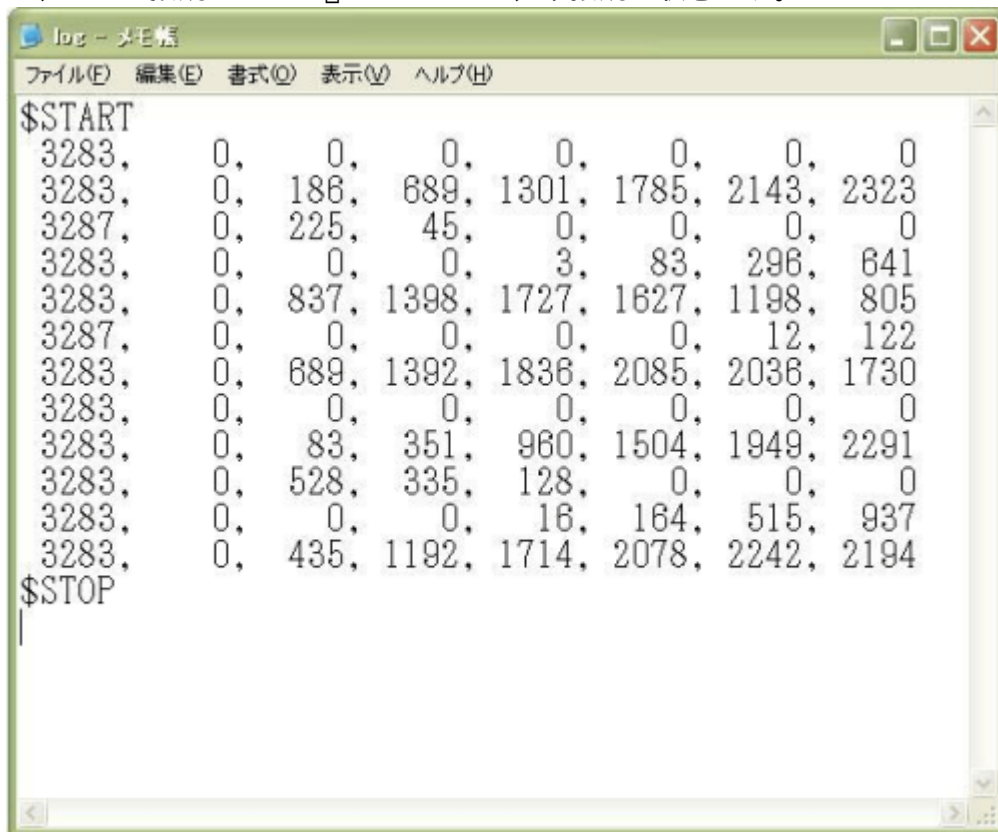 log - メモ帳
ファイル(F) 編集(E) 書式(O) 表示(V) ヘルプ(H)
$START
3283, 0, 0, 0, 0, 0, 0, 0
3283, 0, 186, 689, 1301, 1785, 2143, 2323
3287, 0, 225, 45, 0, 0, 0, 0
3283, 0, 0, 0, 3, 83, 296, 641
3283, 0, 837, 1398, 1727, 1627, 1198, 805
3287, 0, 0, 0, 0, 0, 12, 122
3283, 0, 689, 1392, 1836, 2085, 2036, 1730
3283, 0, 0, 0, 0, 0, 0, 0
3283, 0, 83, 351, 960, 1504, 1949, 2291
3283, 0, 528, 335, 128, 0, 0, 0
3283, 0, 0, 0, 16, 164, 515, 937
3283, 0, 435, 1192, 1714, 2078, 2242, 2194
$STOP